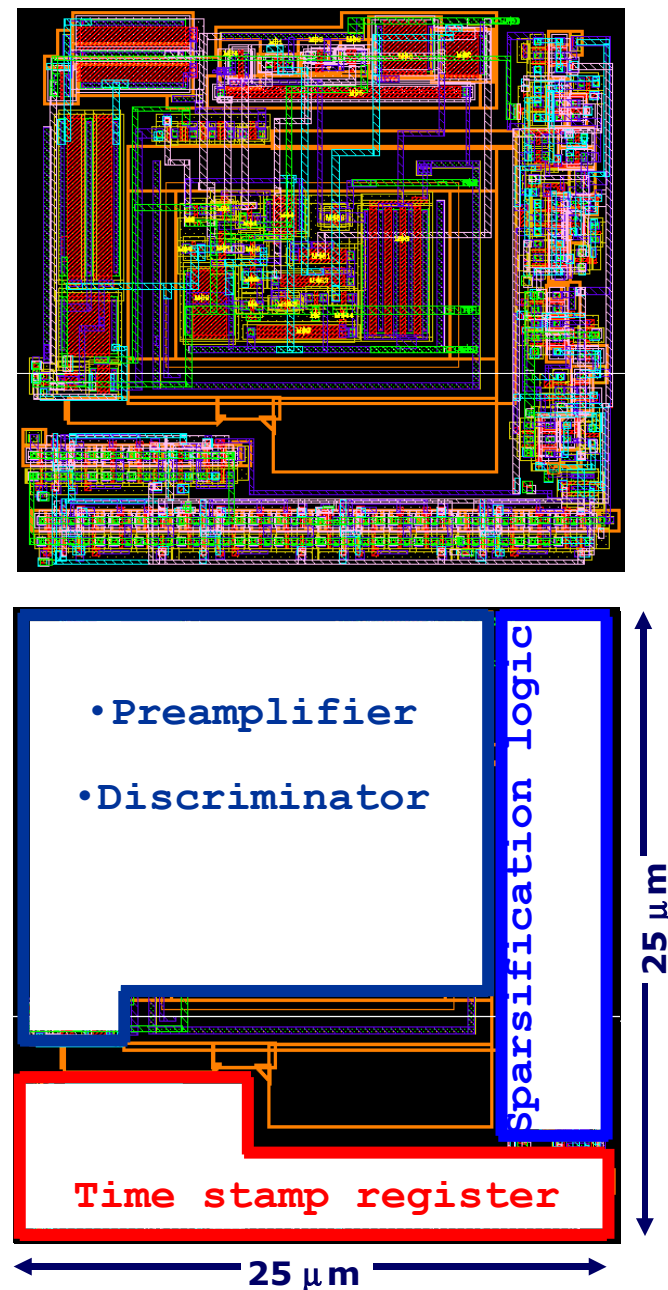 •Preamplifier
•Discriminator
Sparsification logic
Time stamp register
25 μm
25 μm